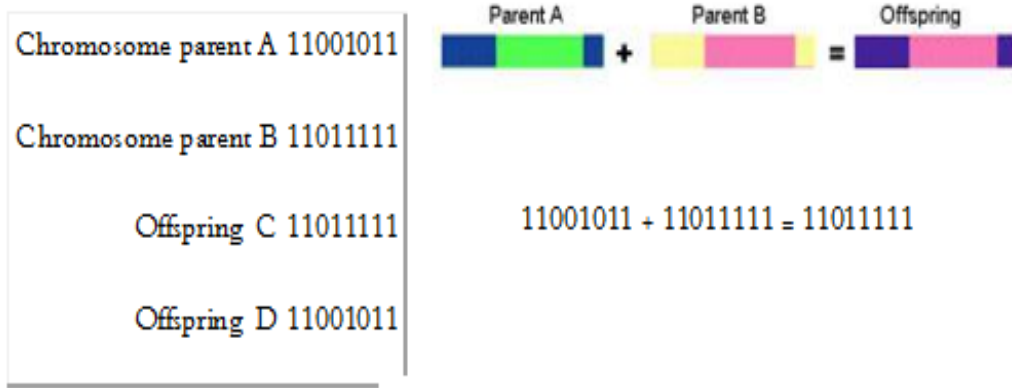 Chromosome parent A 11001011
Chromosome parent B 11011111
Offspring C 11011111
Offspring D 11001011
Parent A Parent B Offspring
+ =
11001011 + 11011111 = 11011111